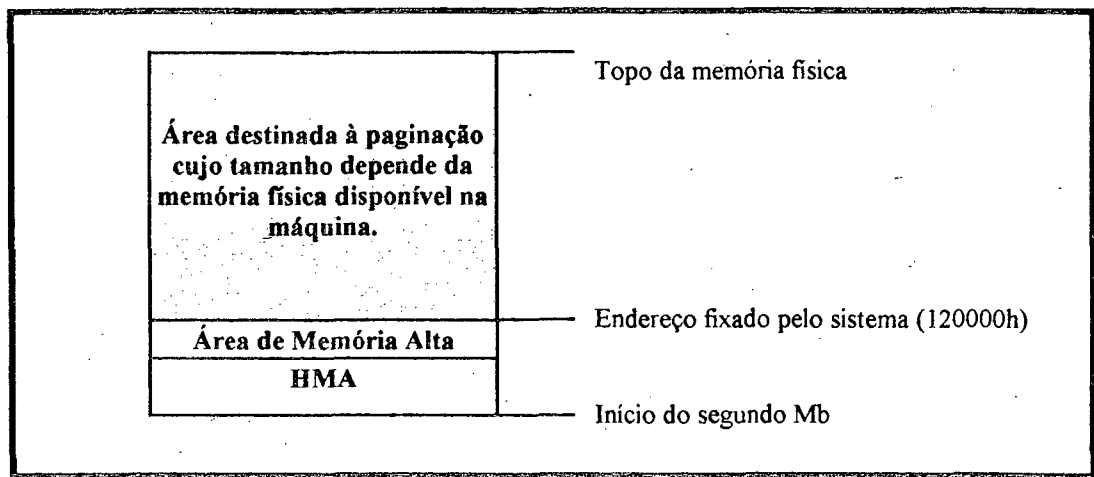 Topo da memória física
Área destinada à paginação
cujo tamanho depende da
memória física disponível na
máquina.
Endereço fixado pelo sistema (120000h)
Área de Memória Alta
HMA
Início do segundo Mb